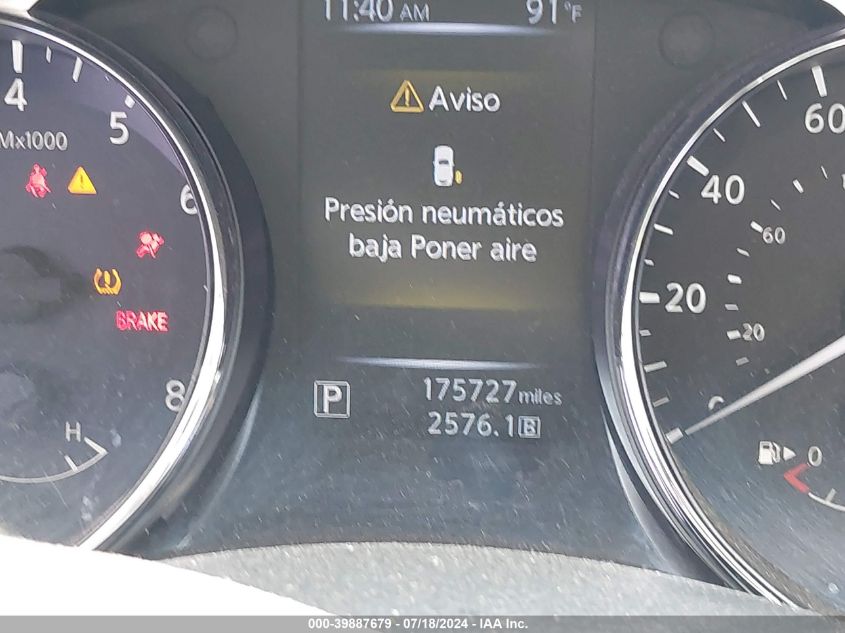 11:40 AM 91°F
4
5
Mx1000
6
8
H
BRAKE
Aviso
Presión neumáticos
baja Poner aire
P
175727 miles
2576.1 B
60
40
60
20
20
0
000-39887679 / 07/18/2024 - IAA Inc.